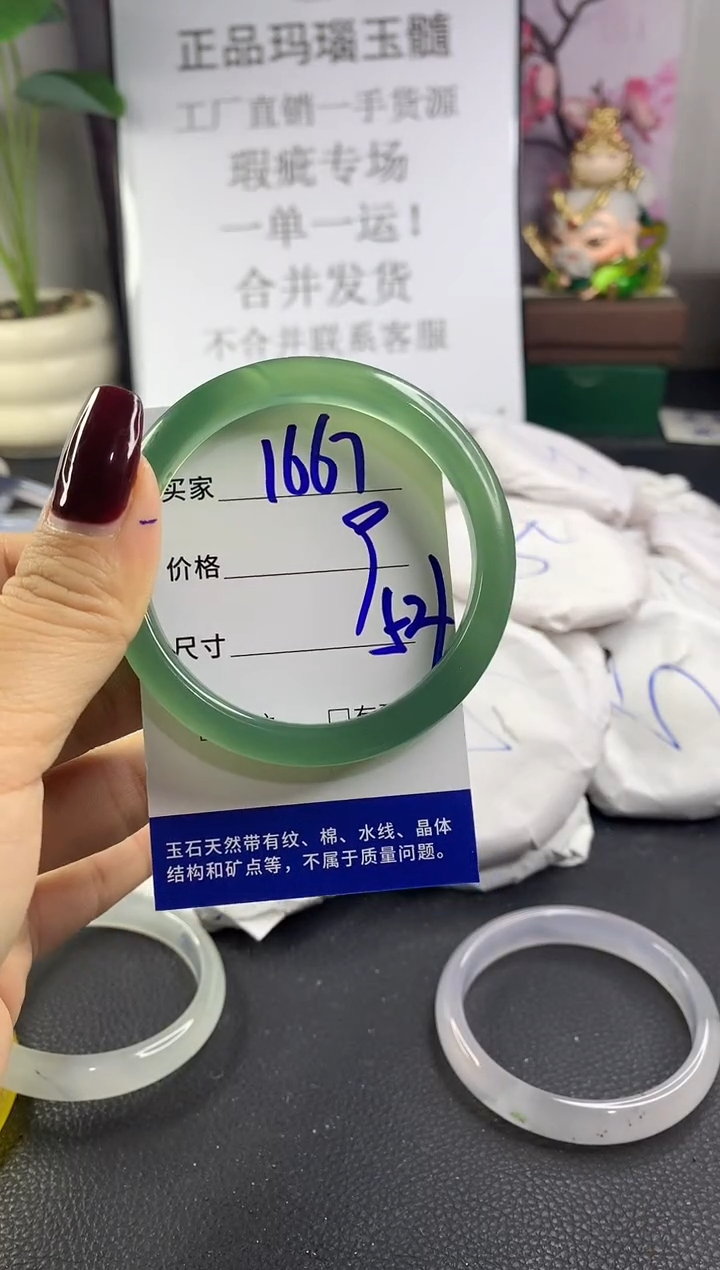 正品玛瑙玉髓
工厂直销一手货源
瑕疵专场
一单一运！
合并发货
不合并联系客服
买家 1667
价格
尺寸 52
玉石天然带有纹、棉、水线、晶体
结构和矿点等，不属于质量问题。